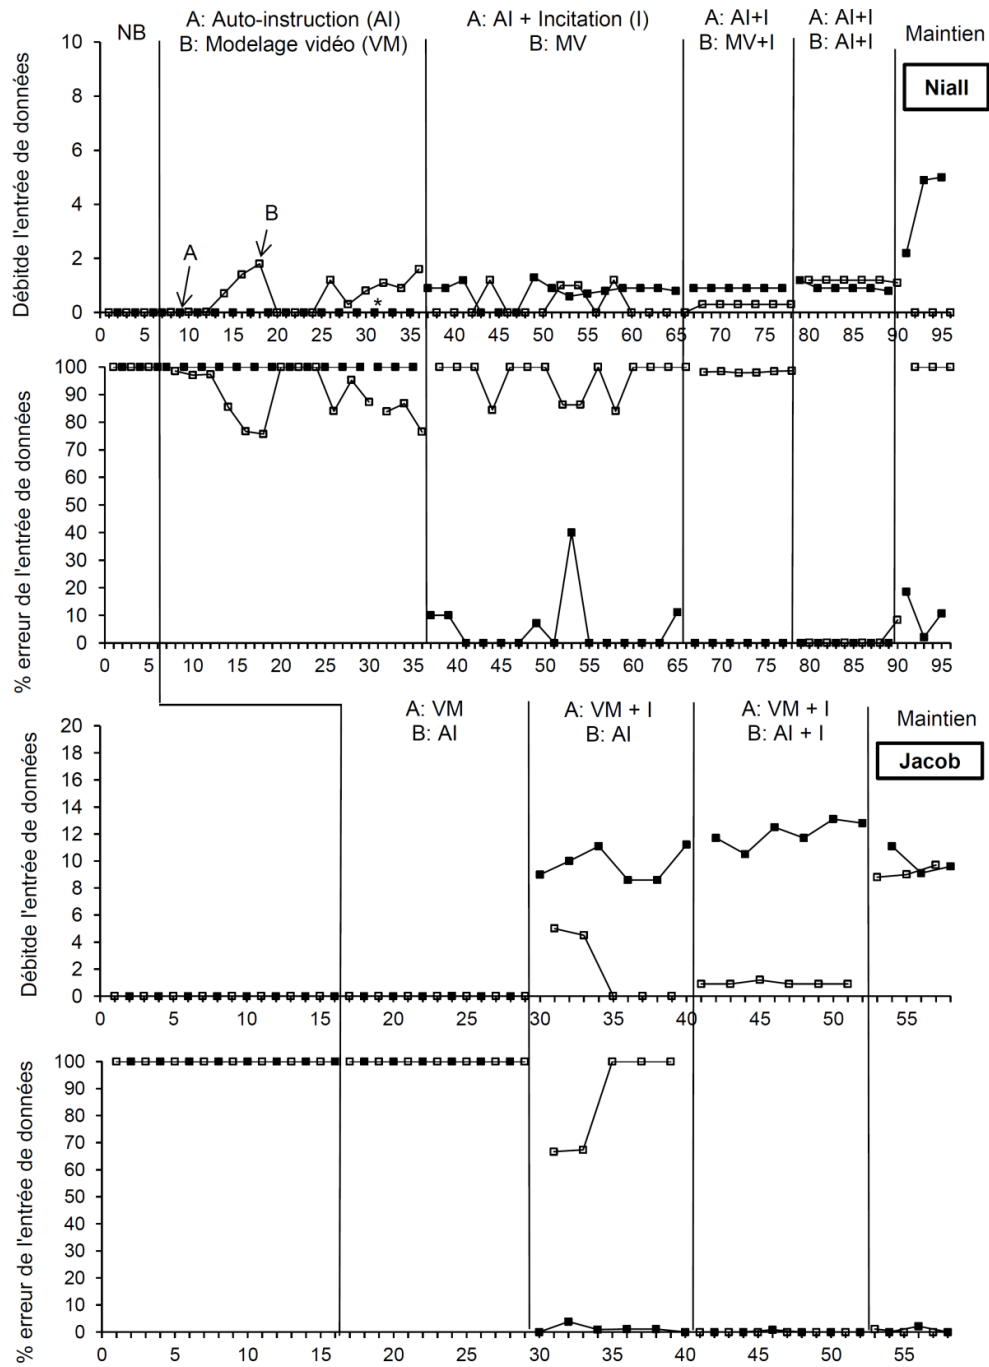 NB
A: Auto-instruction (AI)
B: Modelage vidéo (VM)
A: AI + Incitation (I)
B: MV
A: AI+I
B: MV+I
A: AI+I
B: AI+I
Maintien
Niall
Débitde l'entrée de données
10
8
6
4
2
0
A
B
*
0 5 10 15 20 25 30 35 40 45 50 55 60 65 70 75 80 85 90 95
% erreur de l'entrée de données
100
90
80
70
60
50
40
30
20
10
0
0 5 10 15 20 25 30 35 40 45 50 55 60 65 70 75 80 85 90 95
A: VM
B: AI
A: VM + I
B: AI
A: VM + I
B: AI + I
Maintien
Jacob
Débitde l'entrée de données
20
18
16
14
12
10
8
6
4
2
0
0 5 10 15 20 25 30 35 40 45 50 55
% erreur de l'entrée de données
100
90
80
70
60
50
40
30
20
10
0
0 5 10 15 20 25 30 35 40 45 50 55